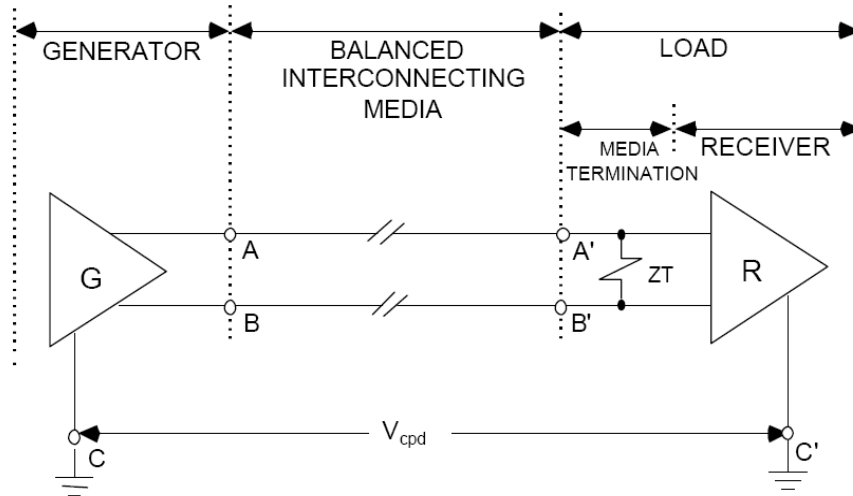 GENERATOR
BALANCED
INTERCONNECTING
MEDIA
LOAD
MEDIA
TERMINATION
RECEIVER
A
A'
G
ZT
R
B
B'
Vcpd
C
C'